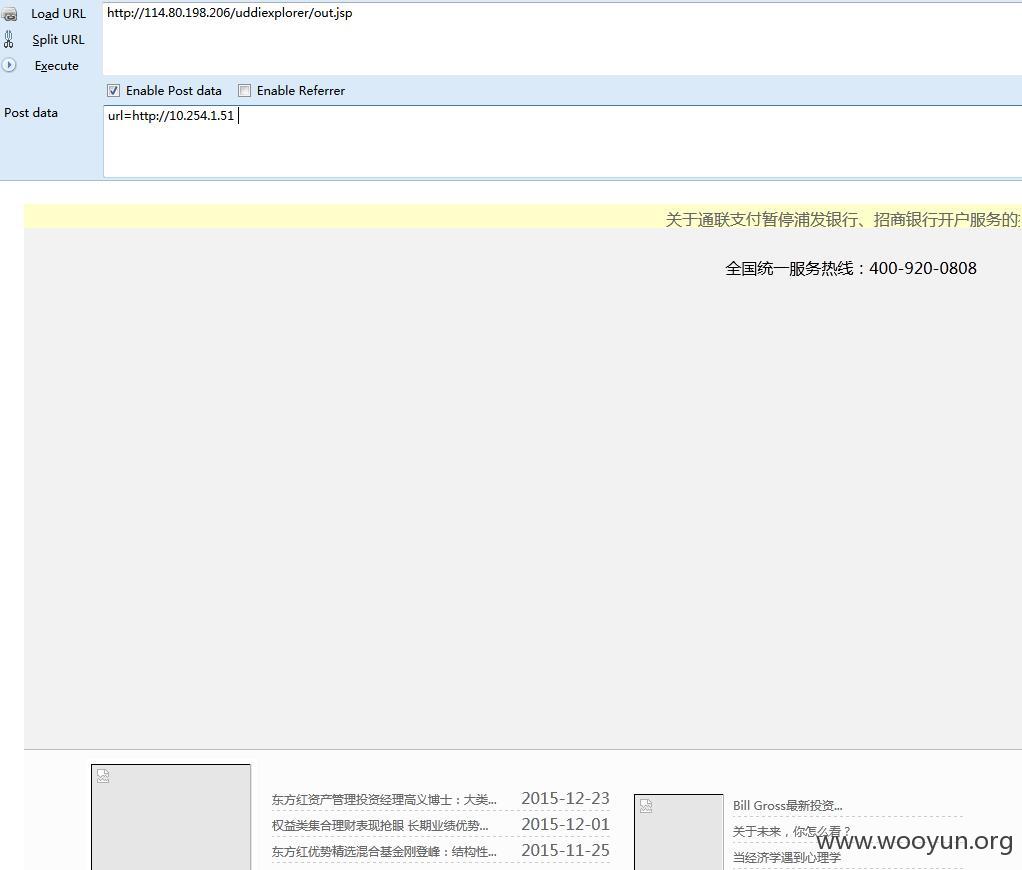 Load URL
http://114.80.198.206/uddiexplorer/out.jsp
Split URL
Execute
Enable Post data
Enable Referrer
Post data
url=http://10.254.1.51
关于通联支付暂停浦发银行、招商银行开户服务的
全国统一服务热线：400-920-0808
东方红资产管理投资经理高义博士：大类...
2015-12-23
权益类集合理财表现抢眼 长期业绩优势...
2015-12-01
东方红优势精选混合基金刚登峰：结构性...
2015-11-25
Bill Gross最新投资...
关于未来，你怎么看？
当经济学遇到心理学
www.wooyun.org